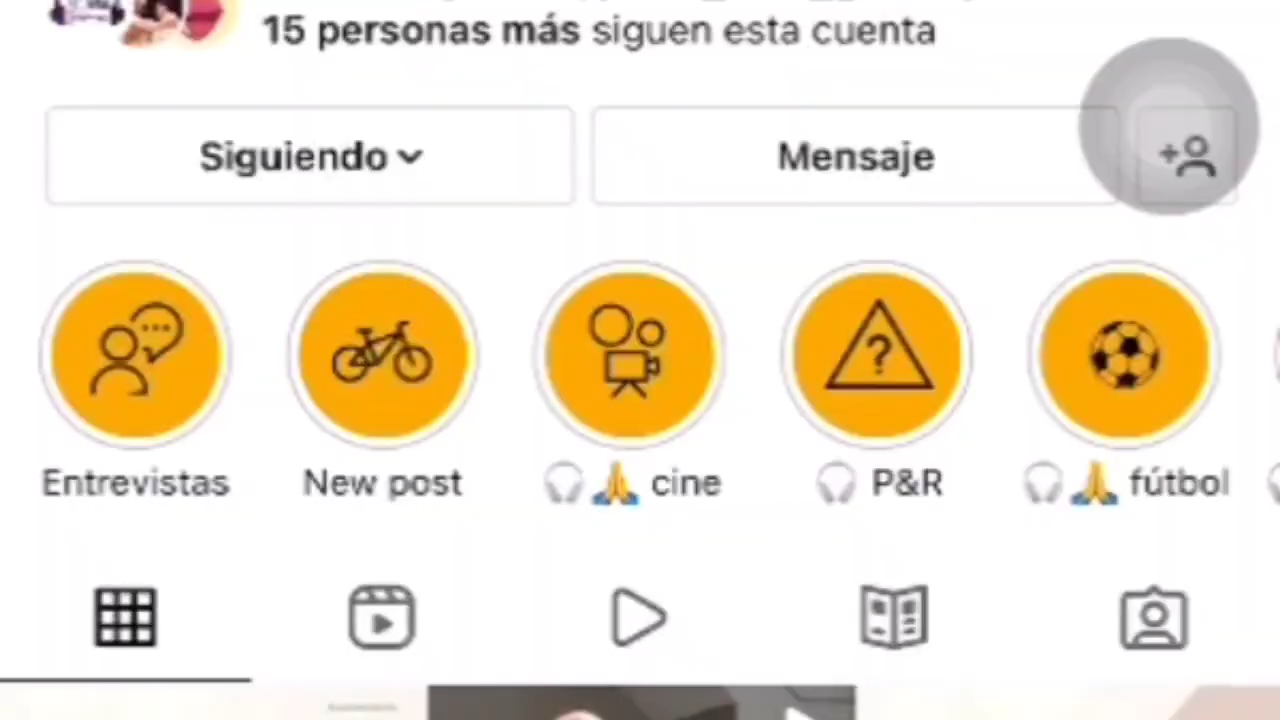 15 personas más siguen esta cuenta
Siguiendo
Mensaje
Entrevistas
New post
🎧🙏 cine
🎧 P&R
🎧🙏 fútbol